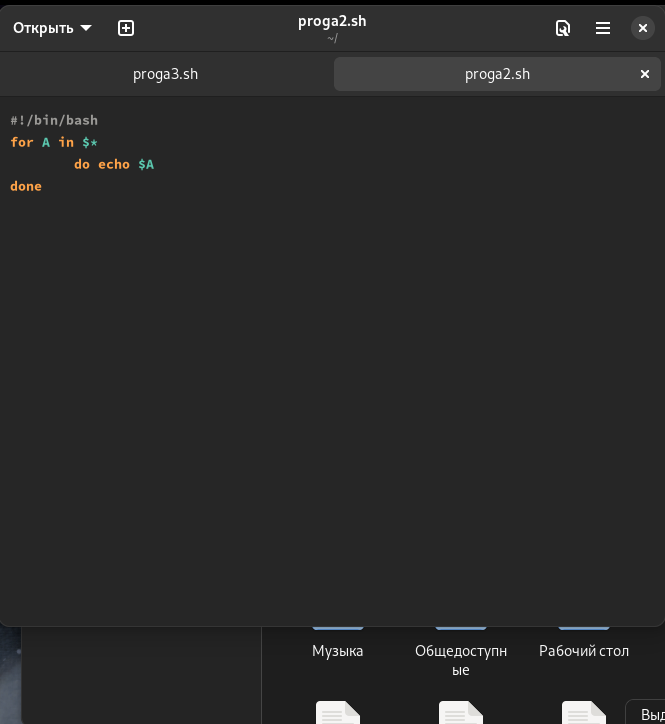 Открыть
proga2.sh
~/
proga3.sh
proga2.sh
#!/bin/bash
for A in $*
do echo $A
done
Музыка
Общедоступн
ые
Рабочий стол